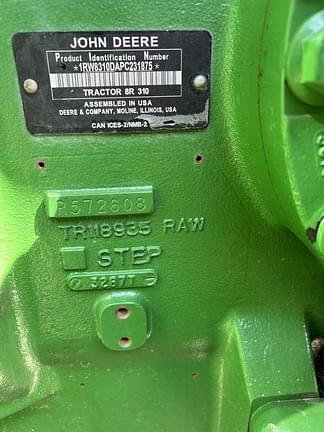 JOHN DEERE
Product Identification Number
*1RW8310DAPC231875*
TRACTOR 8R 310
ASSEMBLED IN USA
DEERE & COMPANY, MOLINE, ILLINOIS, USA
CAN ICES-2/NMB-2
R572608
TR118935 RAW
STEP
3287T